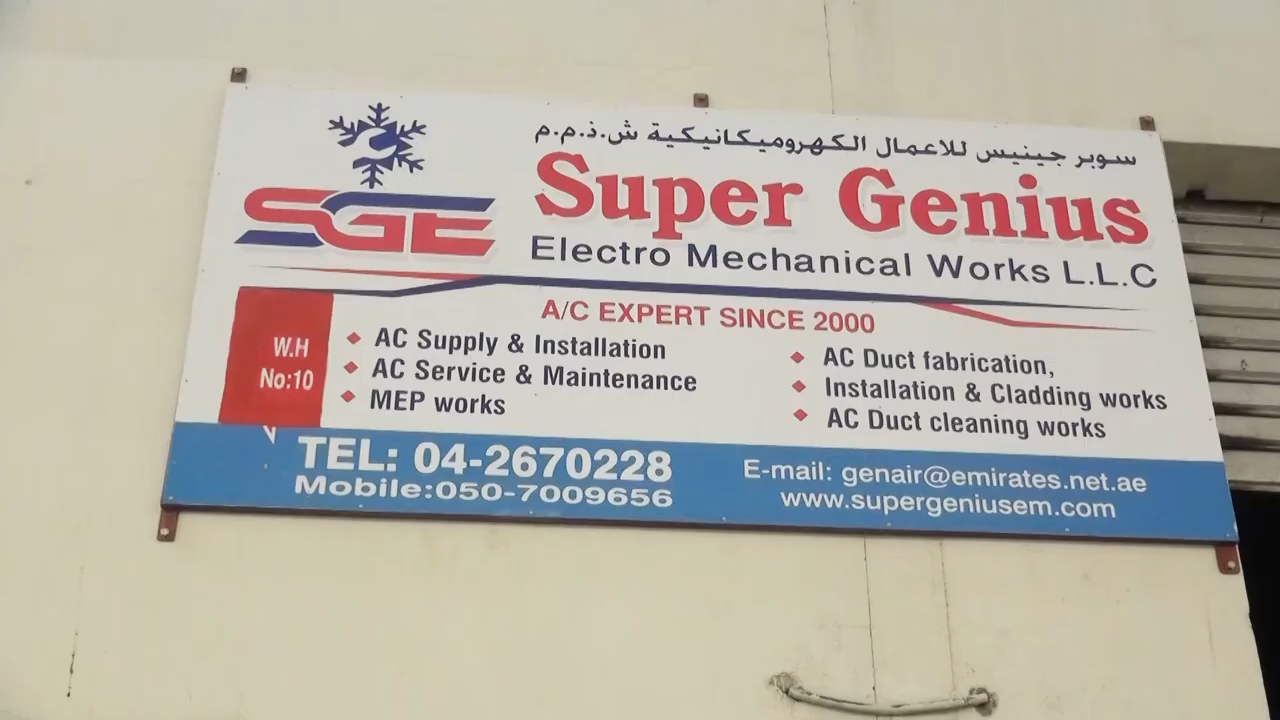 سوبر جينيس للاعمال الكهروميكانيكية ش.ذ.م.م
SGE
Super Genius
Electro Mechanical Works L.L.C
A/C EXPERT SINCE 2000
W.H
No:10
AC Supply & Installation
AC Service & Maintenance
MEP works
AC Duct fabrication,
Installation & Cladding works
AC Duct cleaning works
TEL: 04-2670228
Mobile:050-7009656
E-mail: genair@emirates.net.ae
www.supergeniusem.com